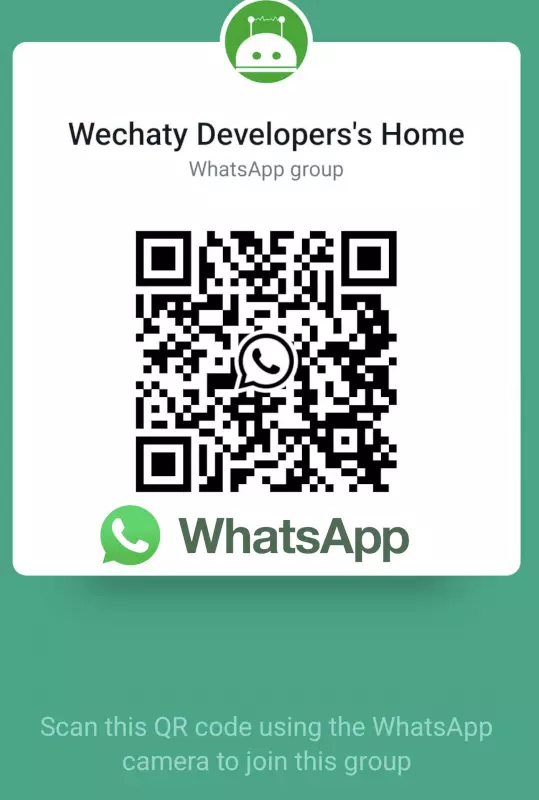 Wechaty Developers's Home
WhatsApp group
WhatsApp
Scan this QR code using the WhatsApp
camera to join this group